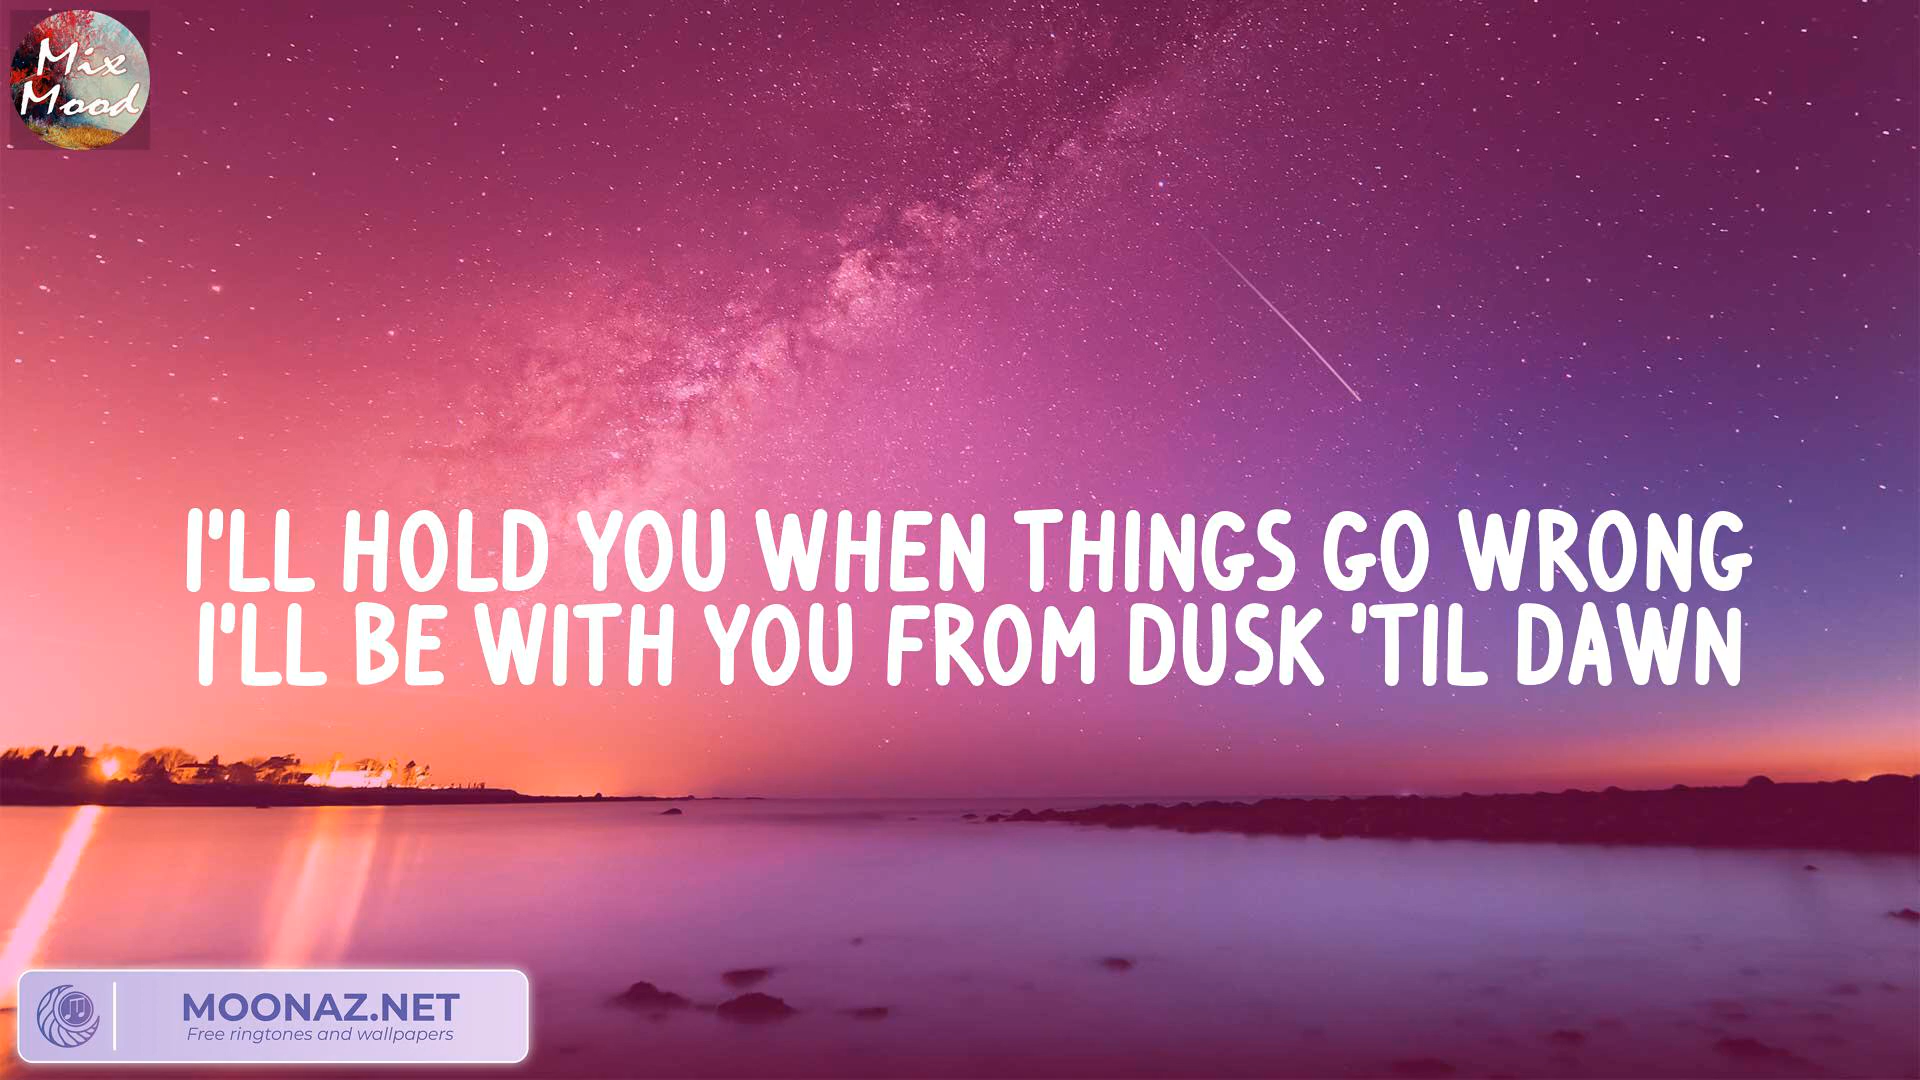 Mix
Mood
I'LL HOLD YOU WHEN THINGS GO WRONG
I'LL BE WITH YOU FROM DUSK 'TIL DAWN
MOONAZ.NET
Free ringtones and wallpapers